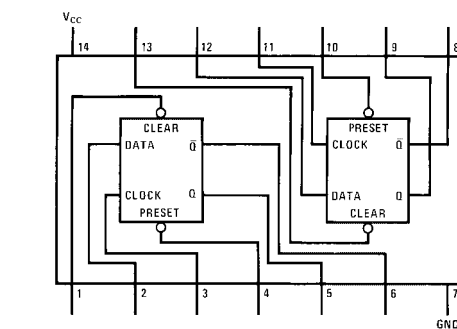 VCC
14 13 12 11 10 9 8
CLEAR PRESET
DATA Q̅ CLOCK Q̅
CLOCK Q DATA Q
PRESET CLEAR
1 2 3 4 5 6 7
GND